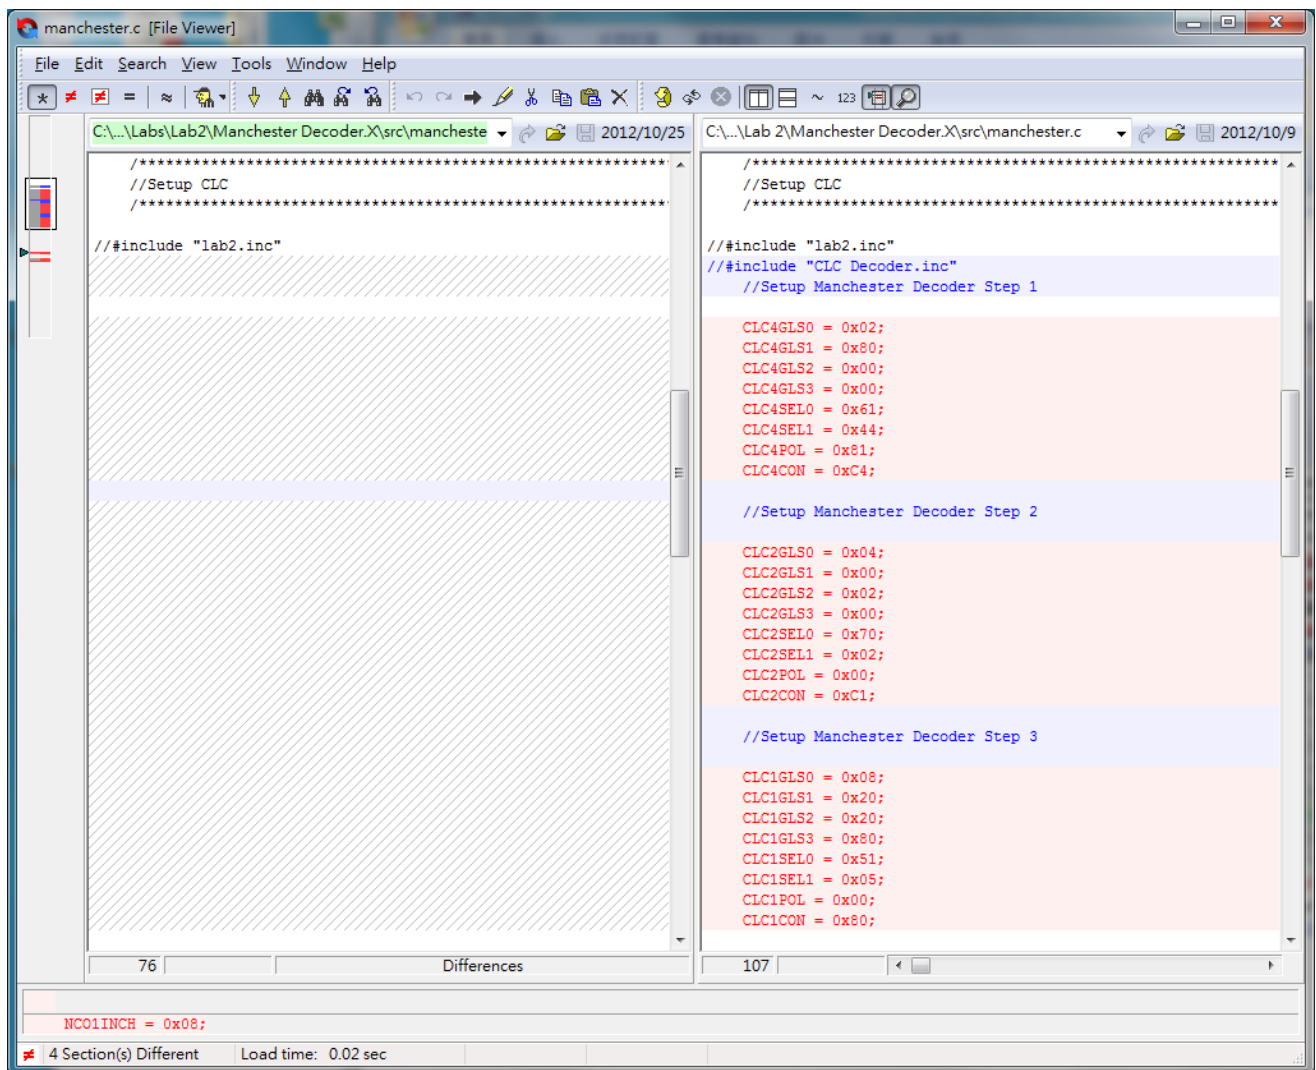 manchester.c [File Viewer]
File Edit Search View Tools Window Help
123
C:\...\Labs\Lab2\Manchester Decoder.X\src\mancheste 2012/10/25
C:\...\Lab 2\Manchester Decoder.X\src\manchester.c 2012/10/9
/************************************************************
//Setup CLC
/************************************************************
//#include "lab2.inc"
/***********************************************************
//Setup CLC
/***********************************************************
//#include "lab2.inc"
//#include "CLC Decoder.inc"
//Setup Manchester Decoder Step 1
CLC4GLS0 = 0x02;
CLC4GLS1 = 0x80;
CLC4GLS2 = 0x00;
CLC4GLS3 = 0x00;
CLC4SEL0 = 0x61;
CLC4SEL1 = 0x44;
CLC4POL = 0x81;
CLC4CON = 0xC4;
//Setup Manchester Decoder Step 2
CLC2GLS0 = 0x04;
CLC2GLS1 = 0x00;
CLC2GLS2 = 0x02;
CLC2GLS3 = 0x00;
CLC2SEL0 = 0x70;
CLC2SEL1 = 0x02;
CLC2POL = 0x00;
CLC2CON = 0xC1;
//Setup Manchester Decoder Step 3
CLC1GLS0 = 0x08;
CLC1GLS1 = 0x20;
CLC1GLS2 = 0x20;
CLC1GLS3 = 0x80;
CLC1SEL0 = 0x51;
CLC1SEL1 = 0x05;
CLC1POL = 0x00;
CLC1CON = 0x80;
76 Differences 107
NCO1INCH = 0x08;
4 Section(s) Different Load time: 0.02 sec